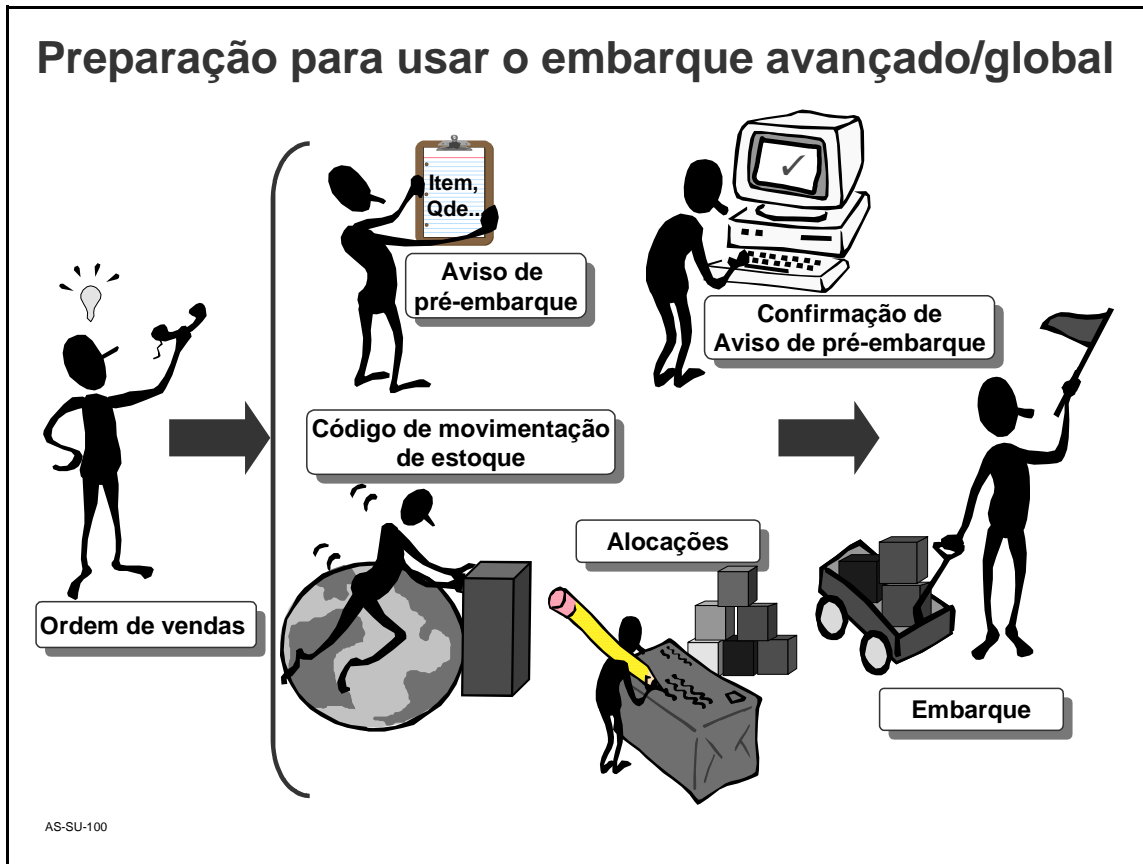 Preparação para usar o embarque avançado/global
Item,
Qde...
Aviso de
pré-embarque
Confirmação de
Aviso de pré-embarque
Código de movimentação
de estoque
Alocações
Ordem de vendas
Embarque
AS-SU-100